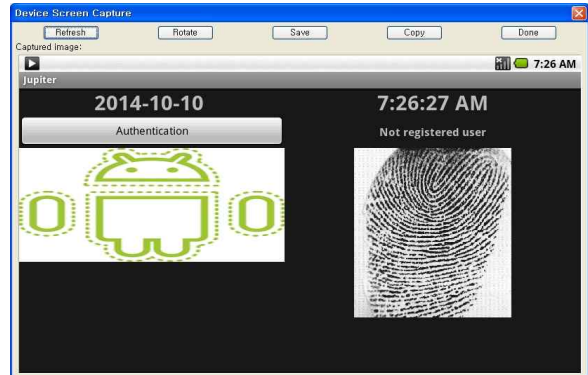 Device Screen Capture
Refresh Rotate Save Copy Done
Captured image:
7:26 AM
Jupiter
2014-10-10 7:26:27 AM
Authentication Not registered user